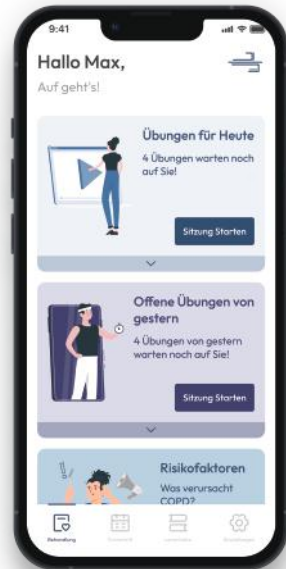 9:41
Hallo Max,
Auf geht's!
Übungen für Heute
4 Übungen warten noch
auf Sie!
Sitzung Starten
Offene Übungen von
gestern
4 Übungen von gestern
warten noch auf Sie!
Sitzung Starten
Risikofaktoren
Was verursacht
COPD?
Behandlung